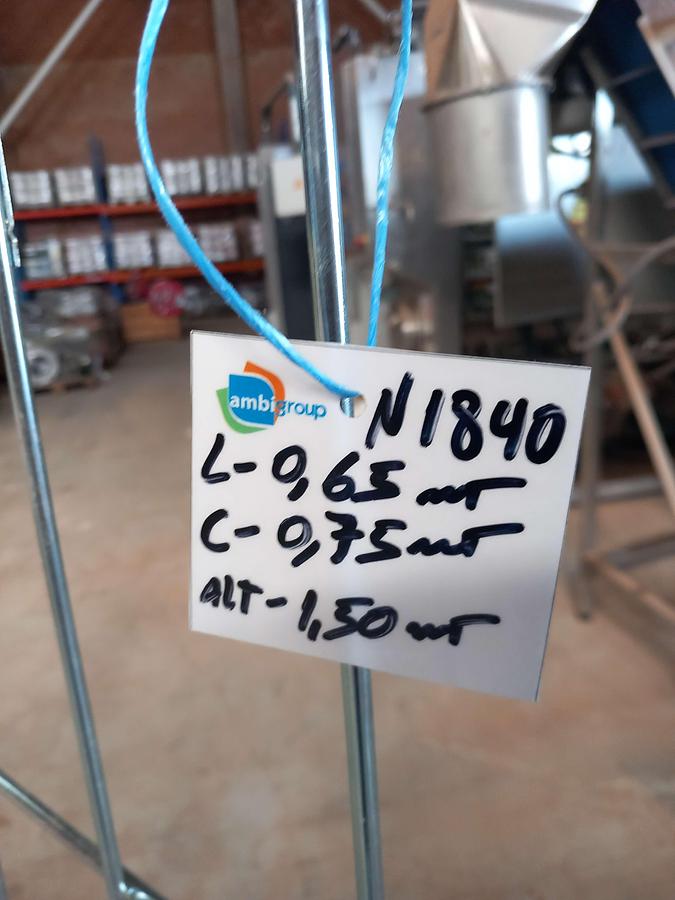 ambigroup
N1840
L- 0,65 mT
C- 0,75 mT
ALT- 1,50 mT